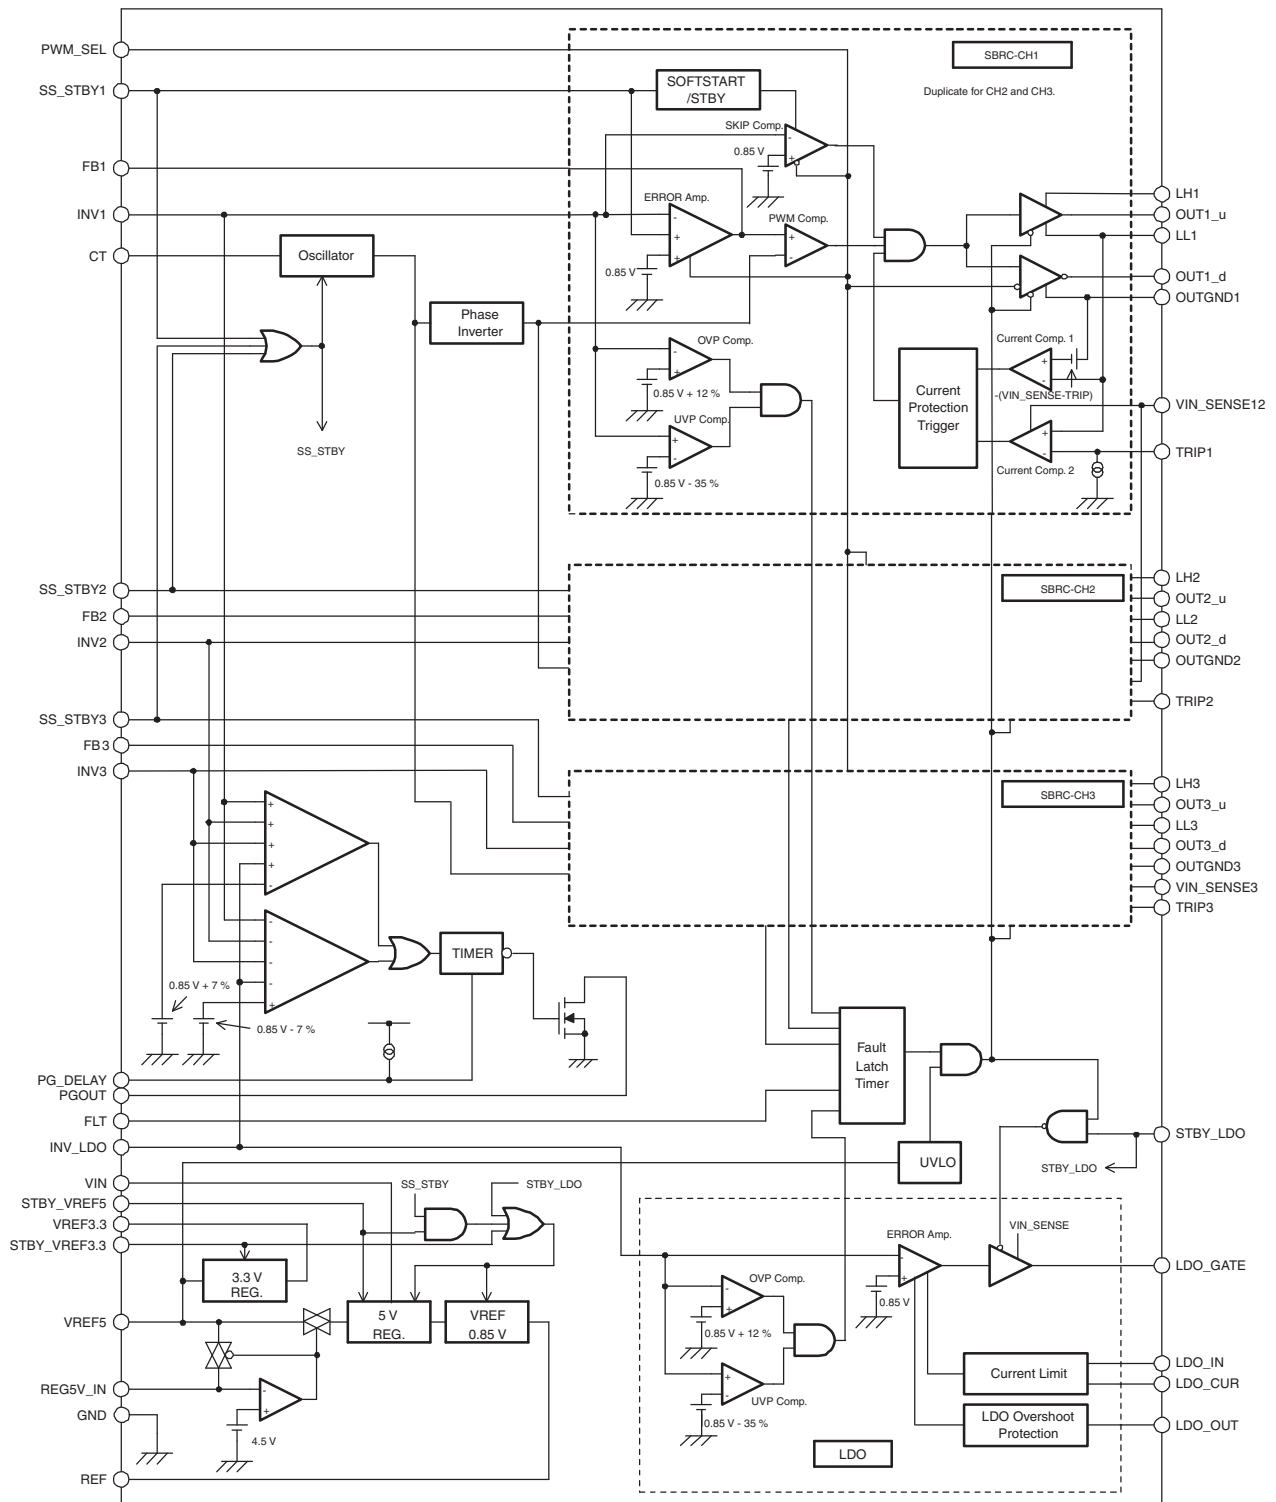 PWM_SEL
SS_STBY1
FB1
INV1
CT
SS_STBY2
FB2
INV2
SS_STBY3
FB3
INV3
PG_DELAY
PGOUT
FLT
INV_LDO
VIN
STBY_VREF5
VREF3.3
STBY_VREF3.3
VREF5
REG5V_IN
GND
REF
SBRC-CH1
Duplicate for CH2 and CH3.
SOFTSTART
/STBY
SKIP Comp.
-
+
0.85 V
ERROR Amp.
-
+
+
0.85 V
PWM Comp.
+
-
Oscillator
Phase
Inverter
SS_STBY
OVP Comp.
-
+
0.85 V + 12 %
UVP Comp.
+
-
0.85 V - 35 %
Current
Protection
Trigger
Current Comp. 1
+
-
-(VIN_SENSE-TRIP)
+
-
Current Comp. 2
LH1
OUT1_u
LL1
OUT1_d
OUTGND1
VIN_SENSE12
TRIP1
SBRC-CH2
LH2
OUT2_u
LL2
OUT2_d
OUTGND2
TRIP2
SBRC-CH3
LH3
OUT3_u
LL3
OUT3_d
OUTGND3
VIN_SENSE3
TRIP3
+
+
+
+
-
-
-
-
-
+
0.85 V + 7 %
0.85 V - 7 %
TIMER
Fault
Latch
Timer
UVLO
STBY_LDO
STBY_LDO
SS_STBY
STBY_LDO
3.3 V
REG.
5 V
REG.
VREF
0.85 V
-
+
4.5 V
ERROR Amp.
-
+
0.85 V
VIN_SENSE
OVP Comp.
-
+
0.85 V + 12 %
+
-
UVP Comp.
0.85 V - 35 %
Current Limit
LDO Overshoot
Protection
LDO
LDO_GATE
LDO_IN
LDO_CUR
LDO_OUT